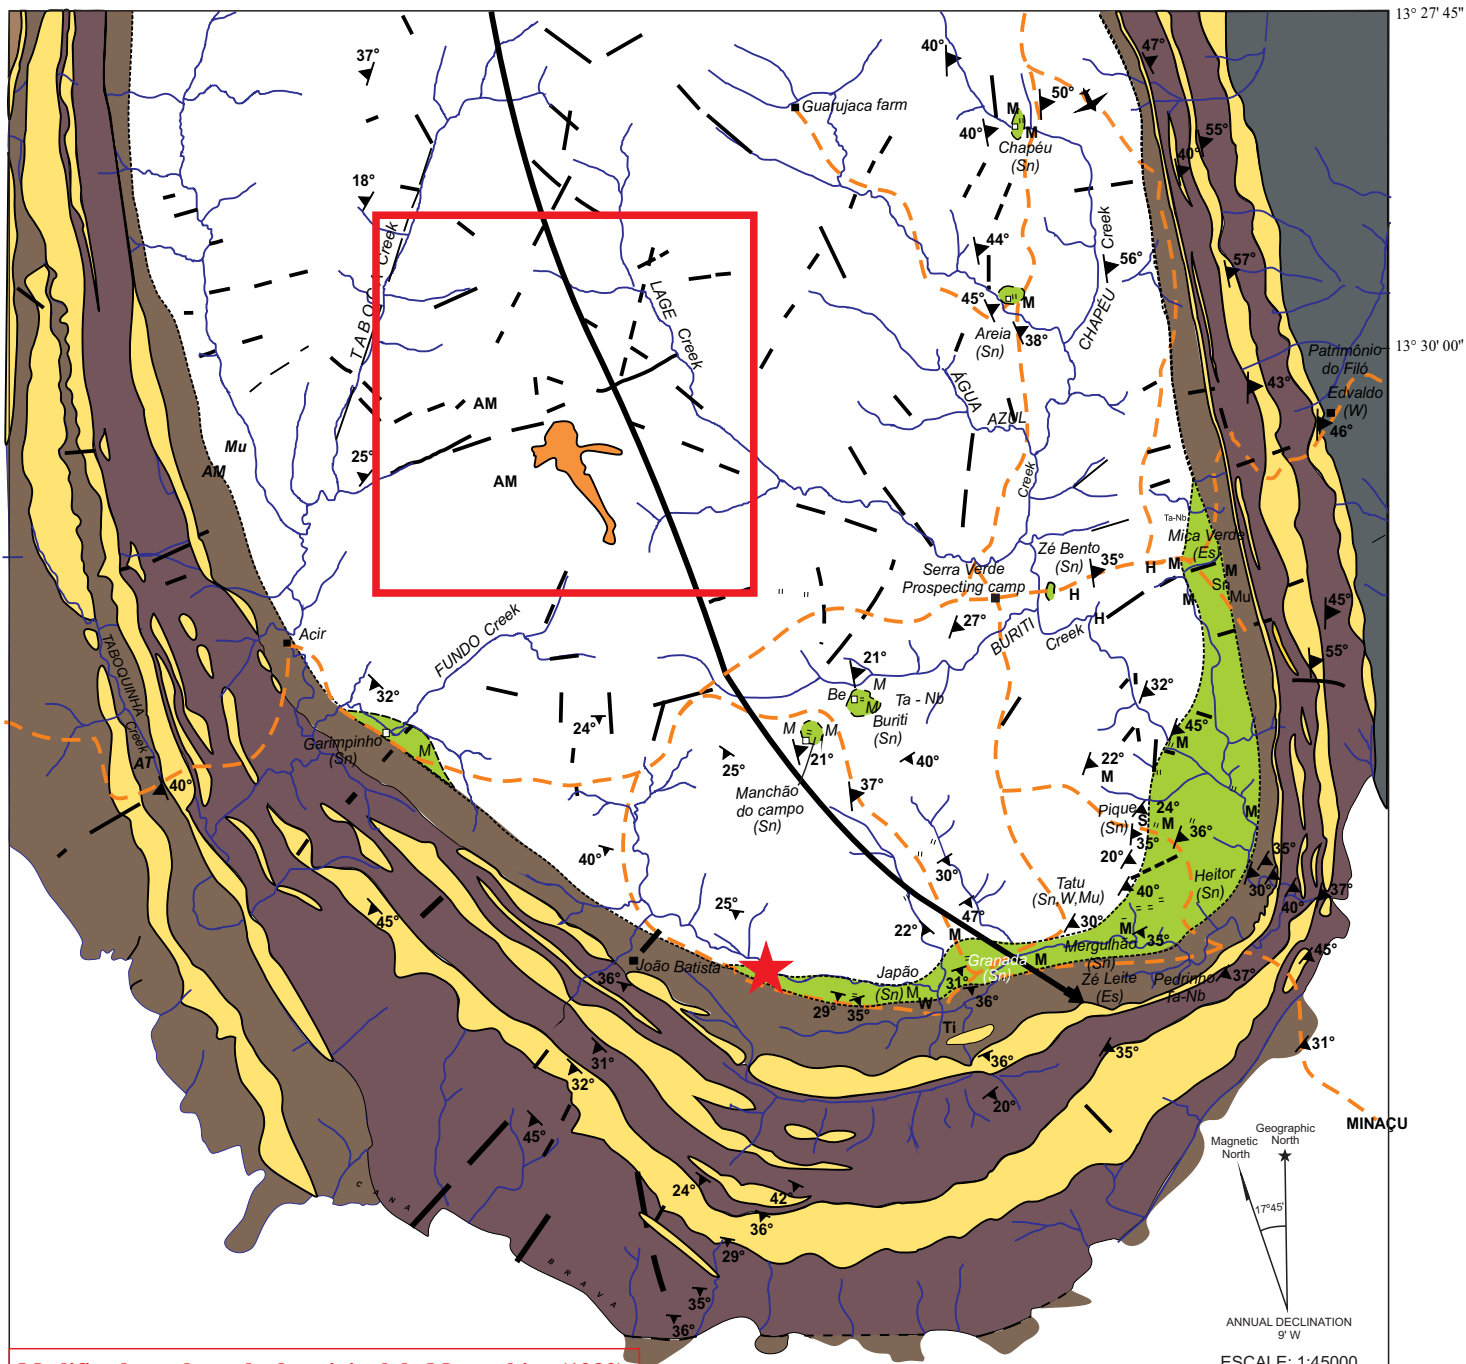 13° 27' 45"
47°
40°
37°
50°
Guarujaca farm
M
M
40°
Chapéu
(Sn)
55°
40°
18°
Creek
TABOCA
Creek
44°
56°
57°
LAGE
Creek
45°
M
Areia
(Sn)
38°
CHAPÉU
13° 30' 00"
Patrimônio
do Filó
Edvaldo
(W)
43°
46°
ÁGUA
AZUL
Creek
AM
AM
Mu
AM
25°
Ta-Nb
Mica Verde
(Es)
Zé Bento
(Sn)
35°
H
M
M
Sn
Mu
M
Serra Verde
Prospecting camp
H
H
45°
27°
BURITI
Creek
FUNDO Creek
Acir
TABOQUINHA
Creek
AT
40°
32°
Garimpinho
(Sn)
M
24°
21°
M
Be
M
Ta - Nb
Buriti
(Sn)
M
M
21°
25°
40°
Manchão
do campo
(Sn)
37°
55°
32°
45°
M
22°
M
Pique
(Sn)
24°
S
M
35°
36°
M
20°
40°
30°
Tatu
(Sn,W,Mu)
40°
Heitor
(Sn)
35°
30°
40°
37°
25°
47°
22°
M
30°
M
35°
Mergulhão
(Sn)
45°
45°
João Batista
36°
Japão
(Sn)
M
W
Granada
(Sn)
M
31°
36°
Zé Leite
(Es)
Pedrinho
Ta-Nb
37°
29°
35°
Ti
36°
35°
31°
31°
32°
20°
45°
MINAÇU
Magnetic
North
Geographic
North
17°45'
24°
42°
36°
29°
CANA
BRAVA
35°
36°
ANNUAL DECLINATION
9' W
ESCALE: 1:45000